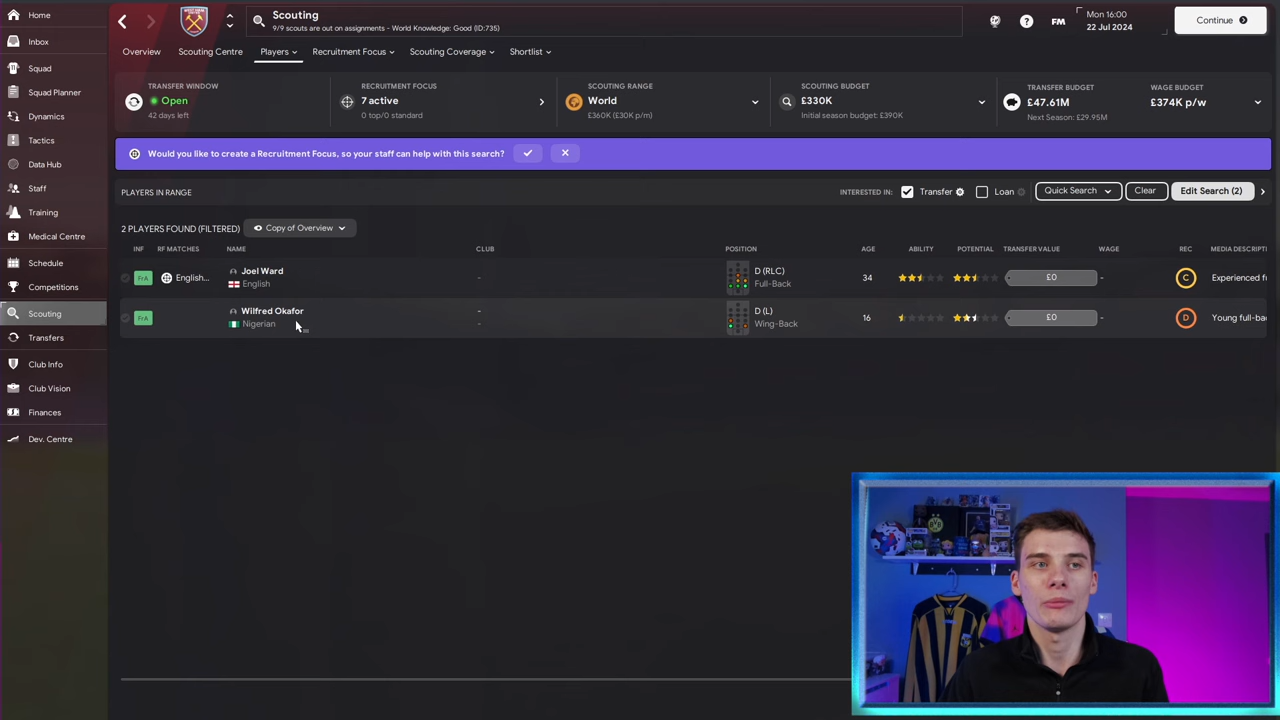 Home
Inbox
Squad
Squad Planner
Dynamics
Tactics
Data Hub
Staff
Training
Medical Centre
Schedule
Competitions
Scouting
Transfers
Club Info
Club Vision
Finances
Dev. Centre
Scouting
9/9 scouts are out on assignments - World Knowledge: Good (ID:735)
FM
Mon 16:00
22 Jul 2024
Continue
Overview Scouting Centre Players Recruitment Focus Scouting Coverage Shortlist
TRANSFER WINDOW
Open
42 days left
RECRUITMENT FOCUS
7 active
0 top/0 standard
SCOUTING RANGE
World
£360K (£30K p/m)
SCOUTING BUDGET
£330K
Initial season budget: £390K
TRANSFER BUDGET
£47.61M
Next Season: £29.95M
WAGE BUDGET
£374K p/w
Would you like to create a Recruitment Focus, so your staff can help with this search?
PLAYERS IN RANGE
INTERESTED IN: Transfer Loan Quick Search Clear Edit Search (2)
2 PLAYERS FOUND (FILTERED) Copy of Overview
INF RF MATCHES NAME CLUB POSITION AGE ABILITY POTENTIAL TRANSFER VALUE WAGE REC MEDIA DESCRIPTI
FrA English... Joel Ward - D (RLC) 34 £0 - C Experienced f
English Full-Back
FrA Wilfred Okafor - D (L) 16 £0 - D Young full-ba
Nigerian - Wing-Back
BVB
09